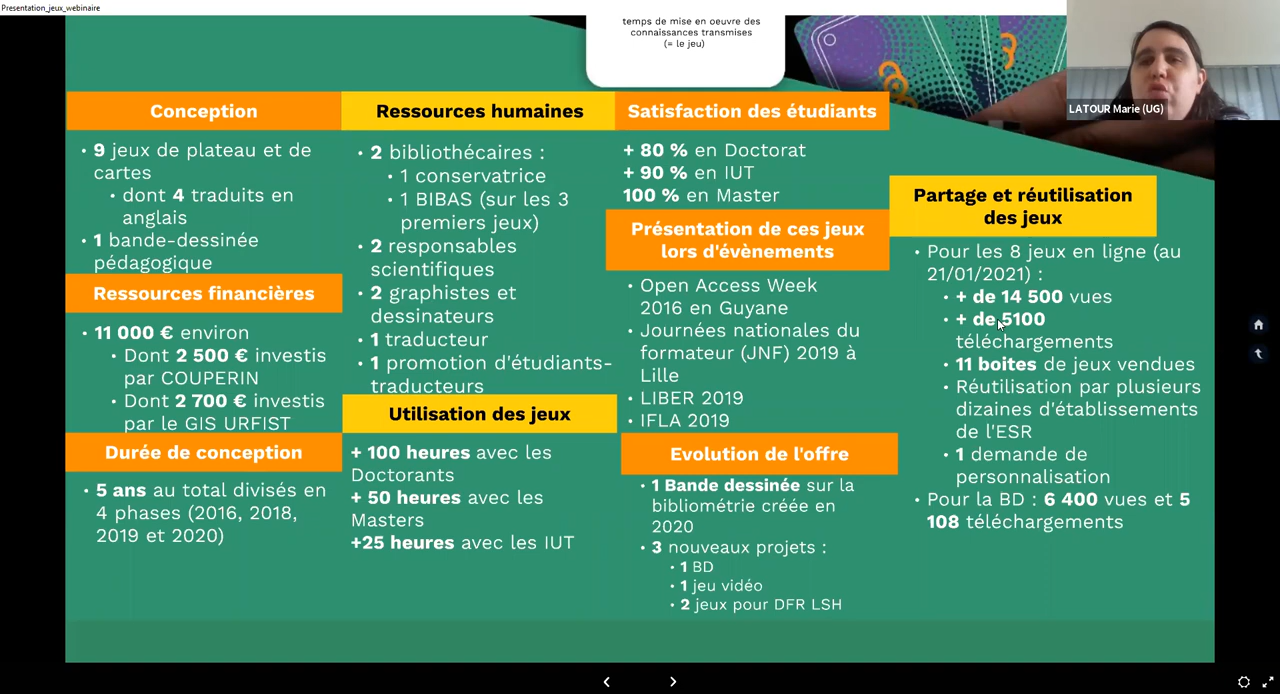 Presentation_jeux_webinaire
temps de mise en oeuvre des
connaissances transmises
(= le jeu)
LATOUR Marie (UG)
Conception
• 9 jeux de plateau et de
cartes
• dont 4 traduits en
anglais
• 1 bande-dessinée
pédagogique
Ressources financières
• 11 000 € environ
• Dont 2 500 € investis
par COUPERIN
• Dont 2 700 € investis
par le GIS URFIST
Durée de conception
• 5 ans au total divisés en
4 phases (2016, 2018,
2019 et 2020)
Ressources humaines
• 2 bibliothécaires :
• 1 conservatrice
• 1 BIBAS (sur les 3
premiers jeux)
• 2 responsables
scientifiques
• 2 graphistes et
dessinateurs
• 1 traducteur
• 1 promotion d'étudiants-
traducteurs
Utilisation des jeux
+ 100 heures avec les
Doctorants
+ 50 heures avec les
Masters
+25 heures avec les IUT
Satisfaction des étudiants
+ 80 % en Doctorat
+ 90 % en IUT
100 % en Master
Présentation de ces jeux
lors d'évènements
• Open Access Week
2016 en Guyane
• Journées nationales du
formateur (JNF) 2019 à
Lille
• LIBER 2019
• IFLA 2019
Evolution de l'offre
• 1 Bande dessinée sur la
bibliométrie créée en
2020
• 3 nouveaux projets :
• 1 BD
• 1 jeu vidéo
• 2 jeux pour DFR LSH
Partage et réutilisation
des jeux
• Pour les 8 jeux en ligne (au
21/01/2021) :
• + de 14 500 vues
• + de 5100
téléchargements
• 11 boites de jeux vendues
• Réutilisation par plusieurs
dizaines d'établissements
de l'ESR
• 1 demande de
personnalisation
• Pour la BD : 6 400 vues et 5
108 téléchargements